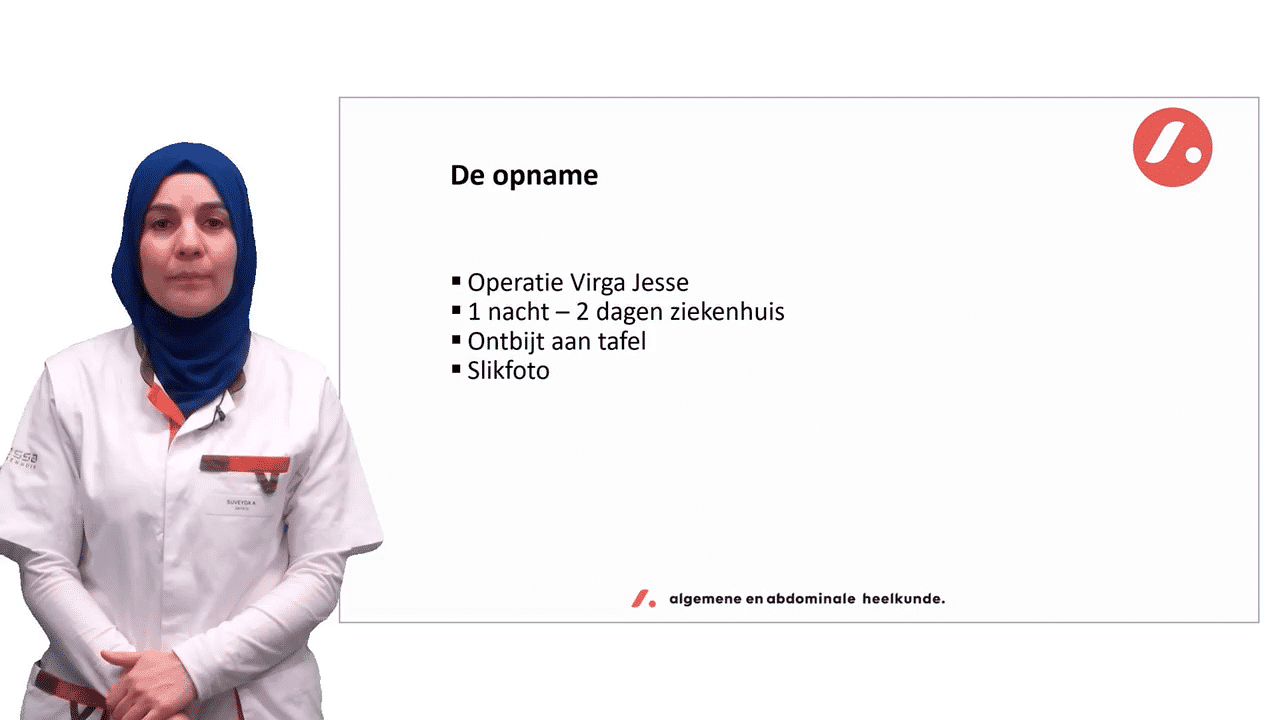 De opname
▪ Operatie Virga Jesse
▪ 1 nacht – 2 dagen ziekenhuis
▪ Ontbijt aan tafel
▪ Slikfoto
SUVEYDA A.
algemene en abdominale heelkunde.